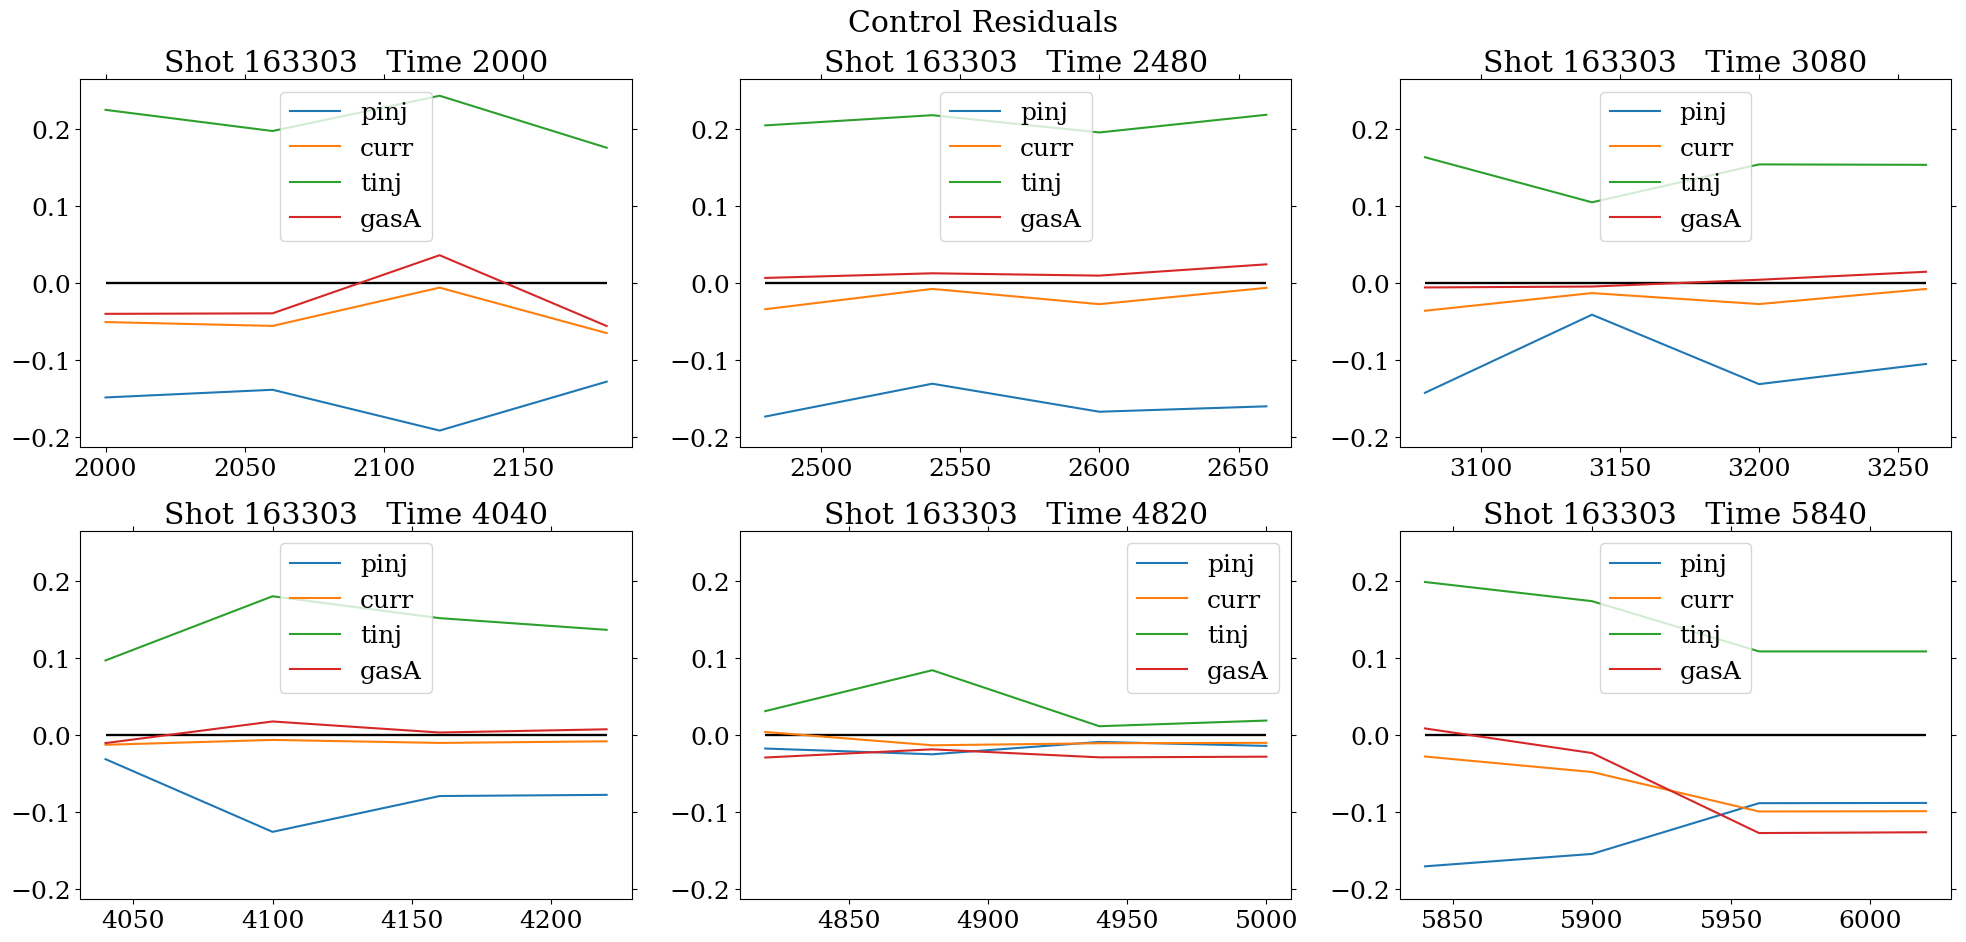 Control Residuals
Shot 163303   Time 2000
0.2
0.1
0.0
−0.1
−0.2
2000 2050 2100 2150
pinj
curr
tinj
gasA
Shot 163303   Time 2480
0.2
0.1
0.0
−0.1
−0.2
2500 2550 2600 2650
pinj
curr
tinj
gasA
Shot 163303   Time 3080
0.2
0.1
0.0
−0.1
−0.2
3100 3150 3200 3250
pinj
curr
tinj
gasA
Shot 163303   Time 4040
0.2
0.1
0.0
−0.1
−0.2
4050 4100 4150 4200
pinj
curr
tinj
gasA
Shot 163303   Time 4820
0.2
0.1
0.0
−0.1
−0.2
4850 4900 4950 5000
pinj
curr
tinj
gasA
Shot 163303   Time 5840
0.2
0.1
0.0
−0.1
−0.2
5850 5900 5950 6000
pinj
curr
tinj
gasA